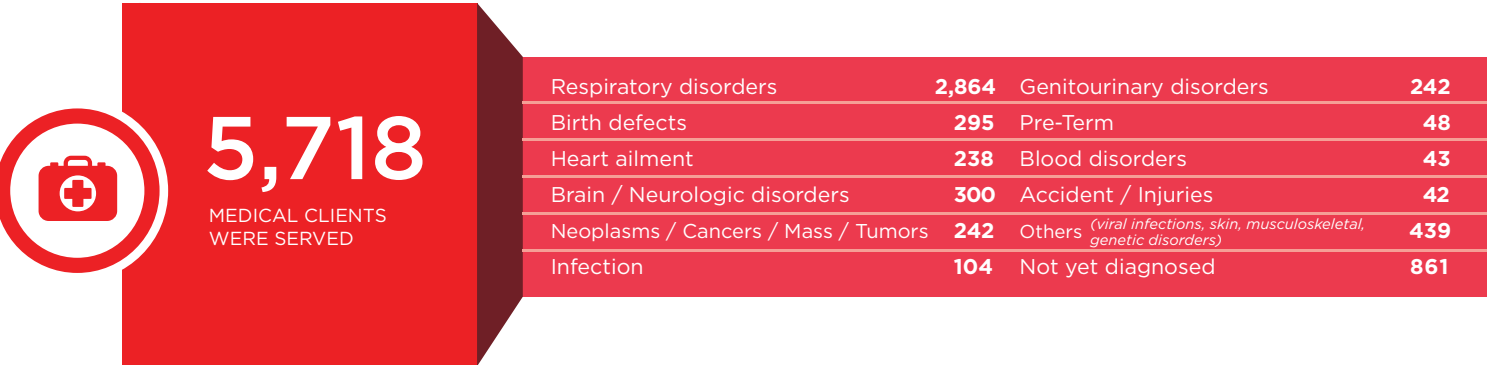 5,718
MEDICAL CLIENTS
WERE SERVED
Respiratory disorders 2,864
Birth defects 295
Heart ailment 238
Brain / Neurologic disorders 300
Neoplasms / Cancers / Mass / Tumors 242
Infection 104
Genitourinary disorders 242
Pre-Term 48
Blood disorders 43
Accident / Injuries 42
Others (viral infections, skin, musculoskeletal,
genetic disorders) 439
Not yet diagnosed 861